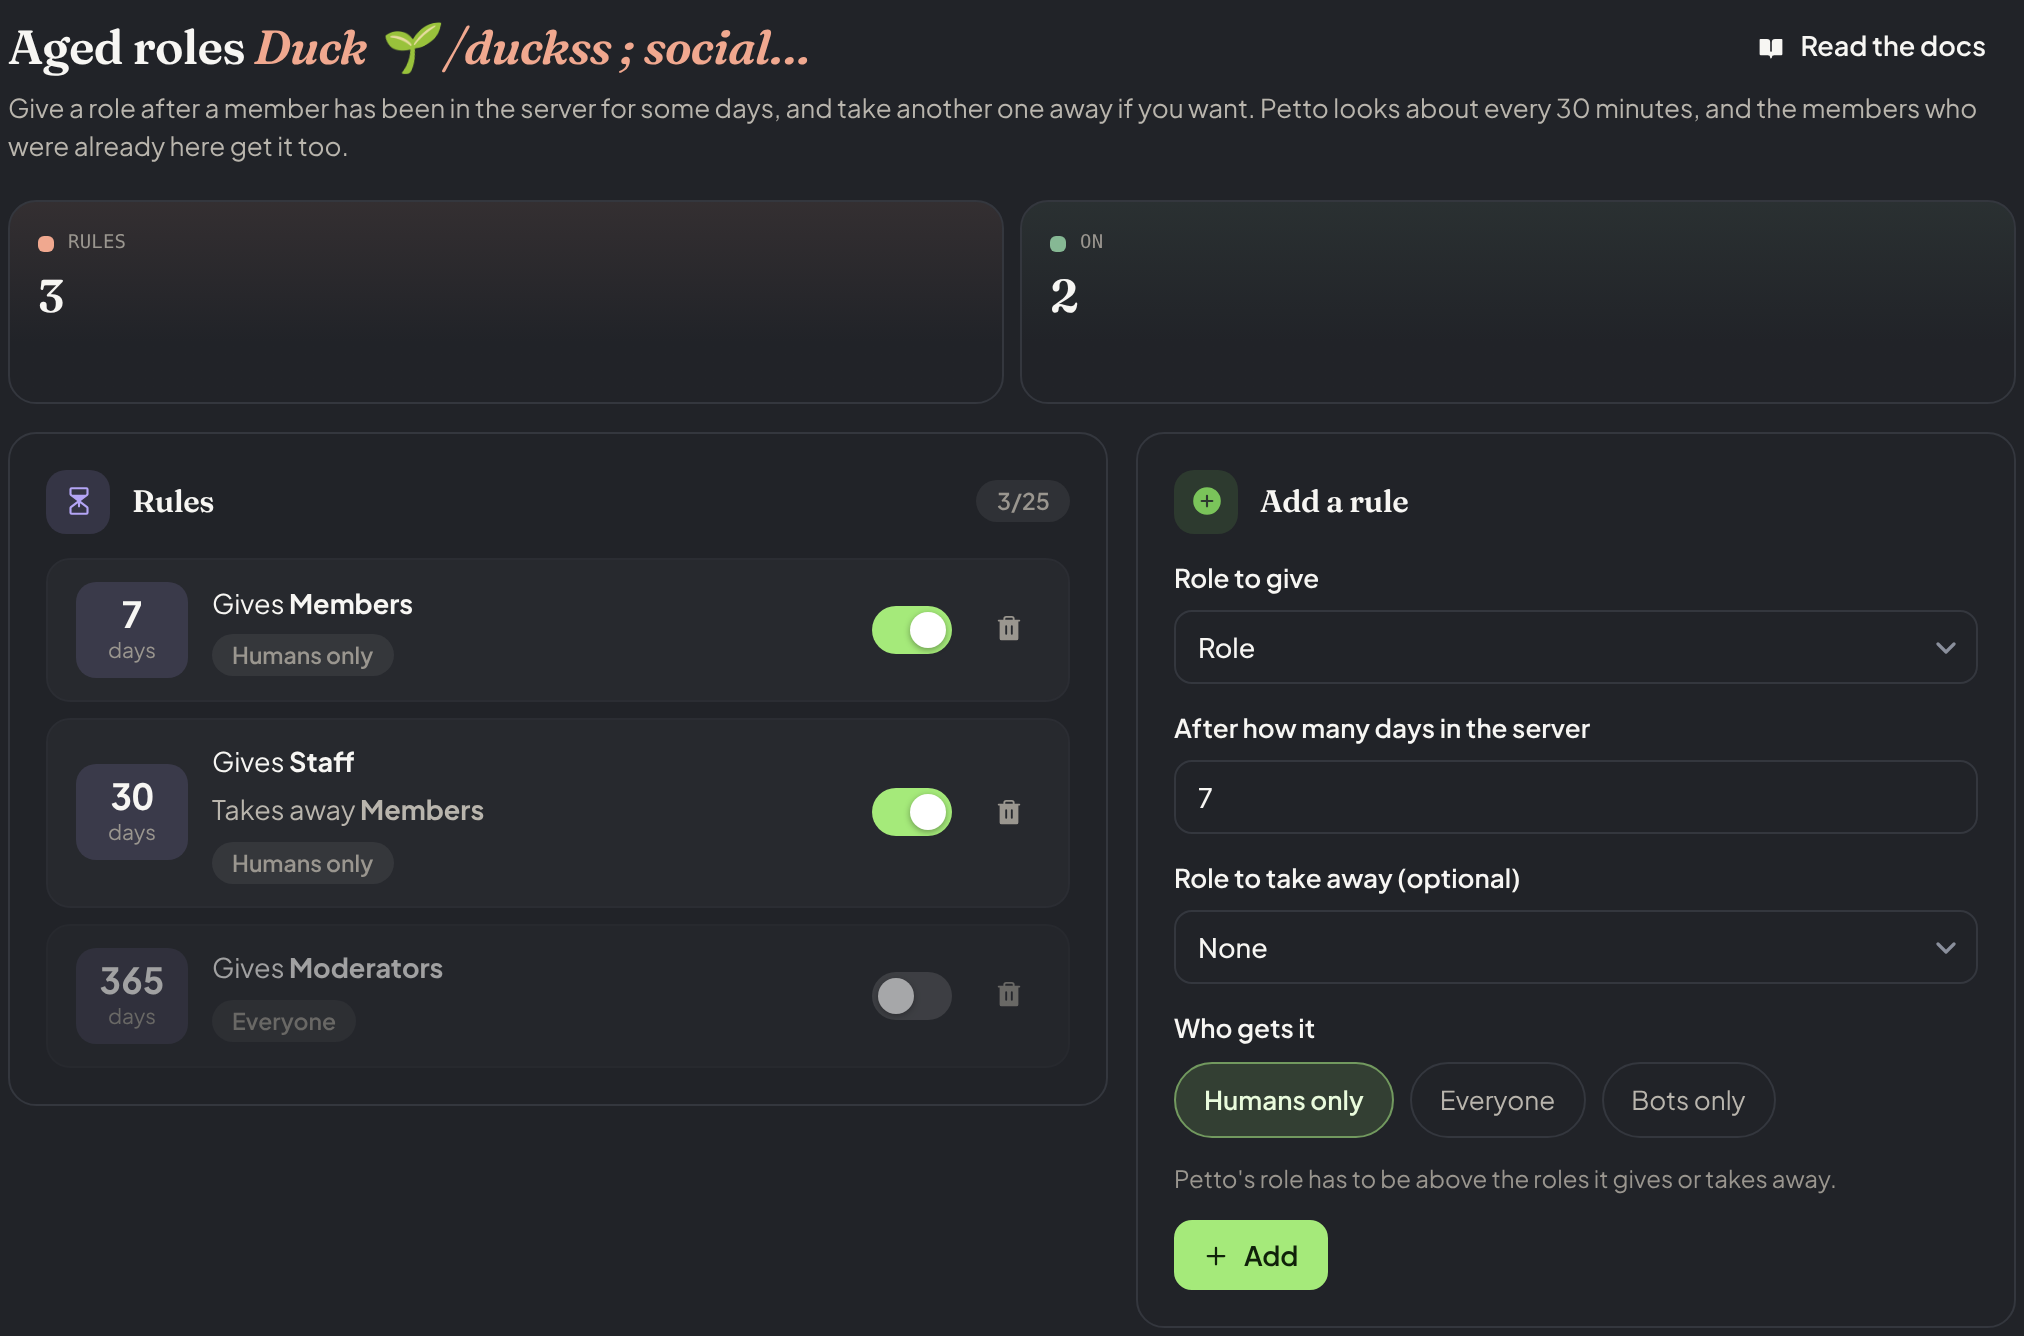 Aged roles Duck 🌱/duckss ; social...
Read the docs
Give a role after a member has been in the server for some days, and take another one away if you want. Petto looks about every 30 minutes, and the members who
were already here get it too.
RULES
3
ON
2
Rules
3/25
7
days
Gives Members
Humans only
30
days
Gives Staff
Takes away Members
Humans only
365
days
Gives Moderators
Everyone
Add a rule
Role to give
Role
After how many days in the server
7
Role to take away (optional)
None
Who gets it
Humans only
Everyone
Bots only
Petto's role has to be above the roles it gives or takes away.
+ Add